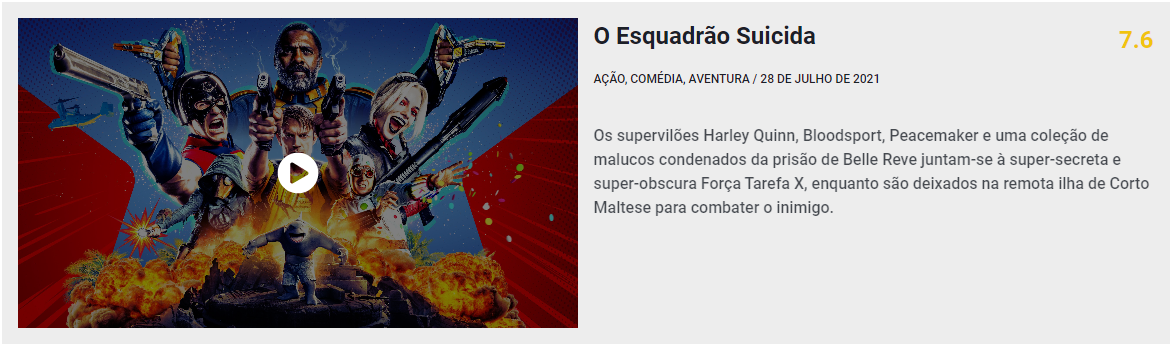 O Esquadrão Suicida
7.6
AÇÃO, COMÉDIA, AVENTURA / 28 DE JULHO DE 2021
Os supervilões Harley Quinn, Bloodsport, Peacemaker e uma coleção de
malucos condenados da prisão de Belle Reve juntam-se à super-secreta e
super-obscura Força Tarefa X, enquanto são deixados na remota ilha de Corto
Maltese para combater o inimigo.